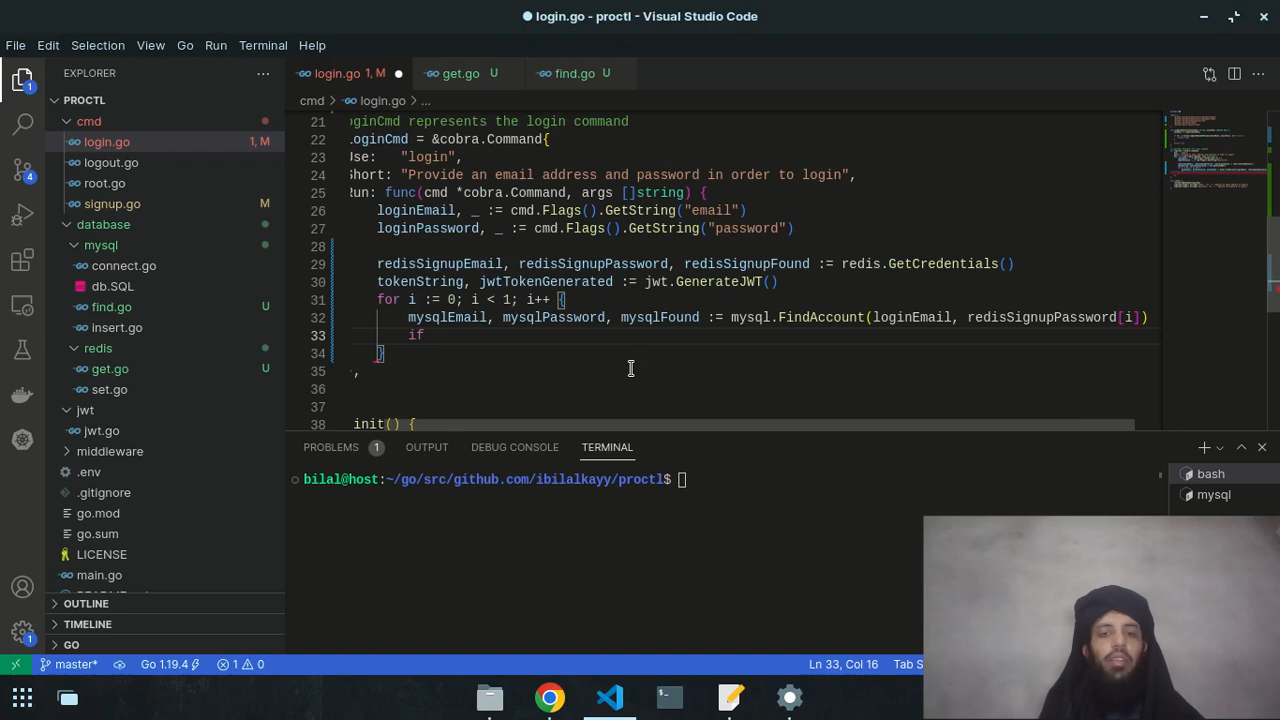 login.go - proctl - Visual Studio Code
File Edit Selection View Go Run Terminal Help
EXPLORER
login.go 1, M
get.go U
find.go U
PROCTL
cmd > login.go > ...
cmd
login.go 1, M
logout.go
root.go
signup.go M
database
mysql
connect.go
db.SQL
find.go U
insert.go
redis
get.go U
set.go
jwt
jwt.go
middleware
.env
.gitignore
go.mod
go.sum
LICENSE
main.go
OUTLINE
TIMELINE
GO
21 oginCmd represents the login command
22 oginCmd = &cobra.Command{
23 Use: "login",
24 Short: "Provide an email address and password in order to login",
25 Run: func(cmd *cobra.Command, args []string) {
26 loginEmail, _ := cmd.Flags().GetString("email")
27 loginPassword, _ := cmd.Flags().GetString("password")
28
29 redisSignupEmail, redisSignupPassword, redisSignupFound := redis.GetCredentials()
30 tokenString, jwtTokenGenerated := jwt.GenerateJWT()
31 for i := 0; i < 1; i++ {
32 mysqlEmail, mysqlPassword, mysqlFound := mysql.FindAccount(loginEmail, redisSignupPassword[i])
33 if
34 }
35 ,
36
37
38 init() {
PROBLEMS 1 OUTPUT DEBUG CONSOLE TERMINAL
bilal@host:~/go/src/github.com/ibilalkayy/proctl$
bash
mysql
1
4
1
master* Go 1.19.4 1 0 Ln 33, Col 16 Tab S